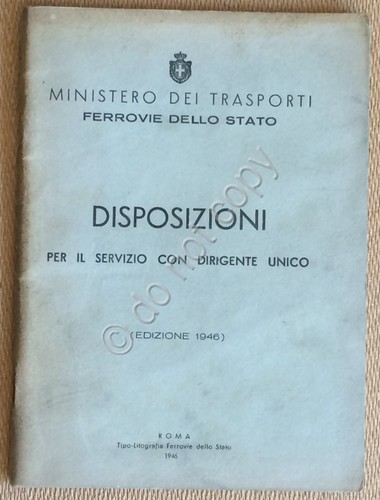 MINISTERO DEI TRASPORTI
FERROVIE DELLO STATO
DISPOSIZIONI
PER IL SERVIZIO CON DIRIGENTE UNICO
(EDIZIONE 1946)
© do not copy
ROMA
Tipo-Litografia Ferrovie dello Stato
1946